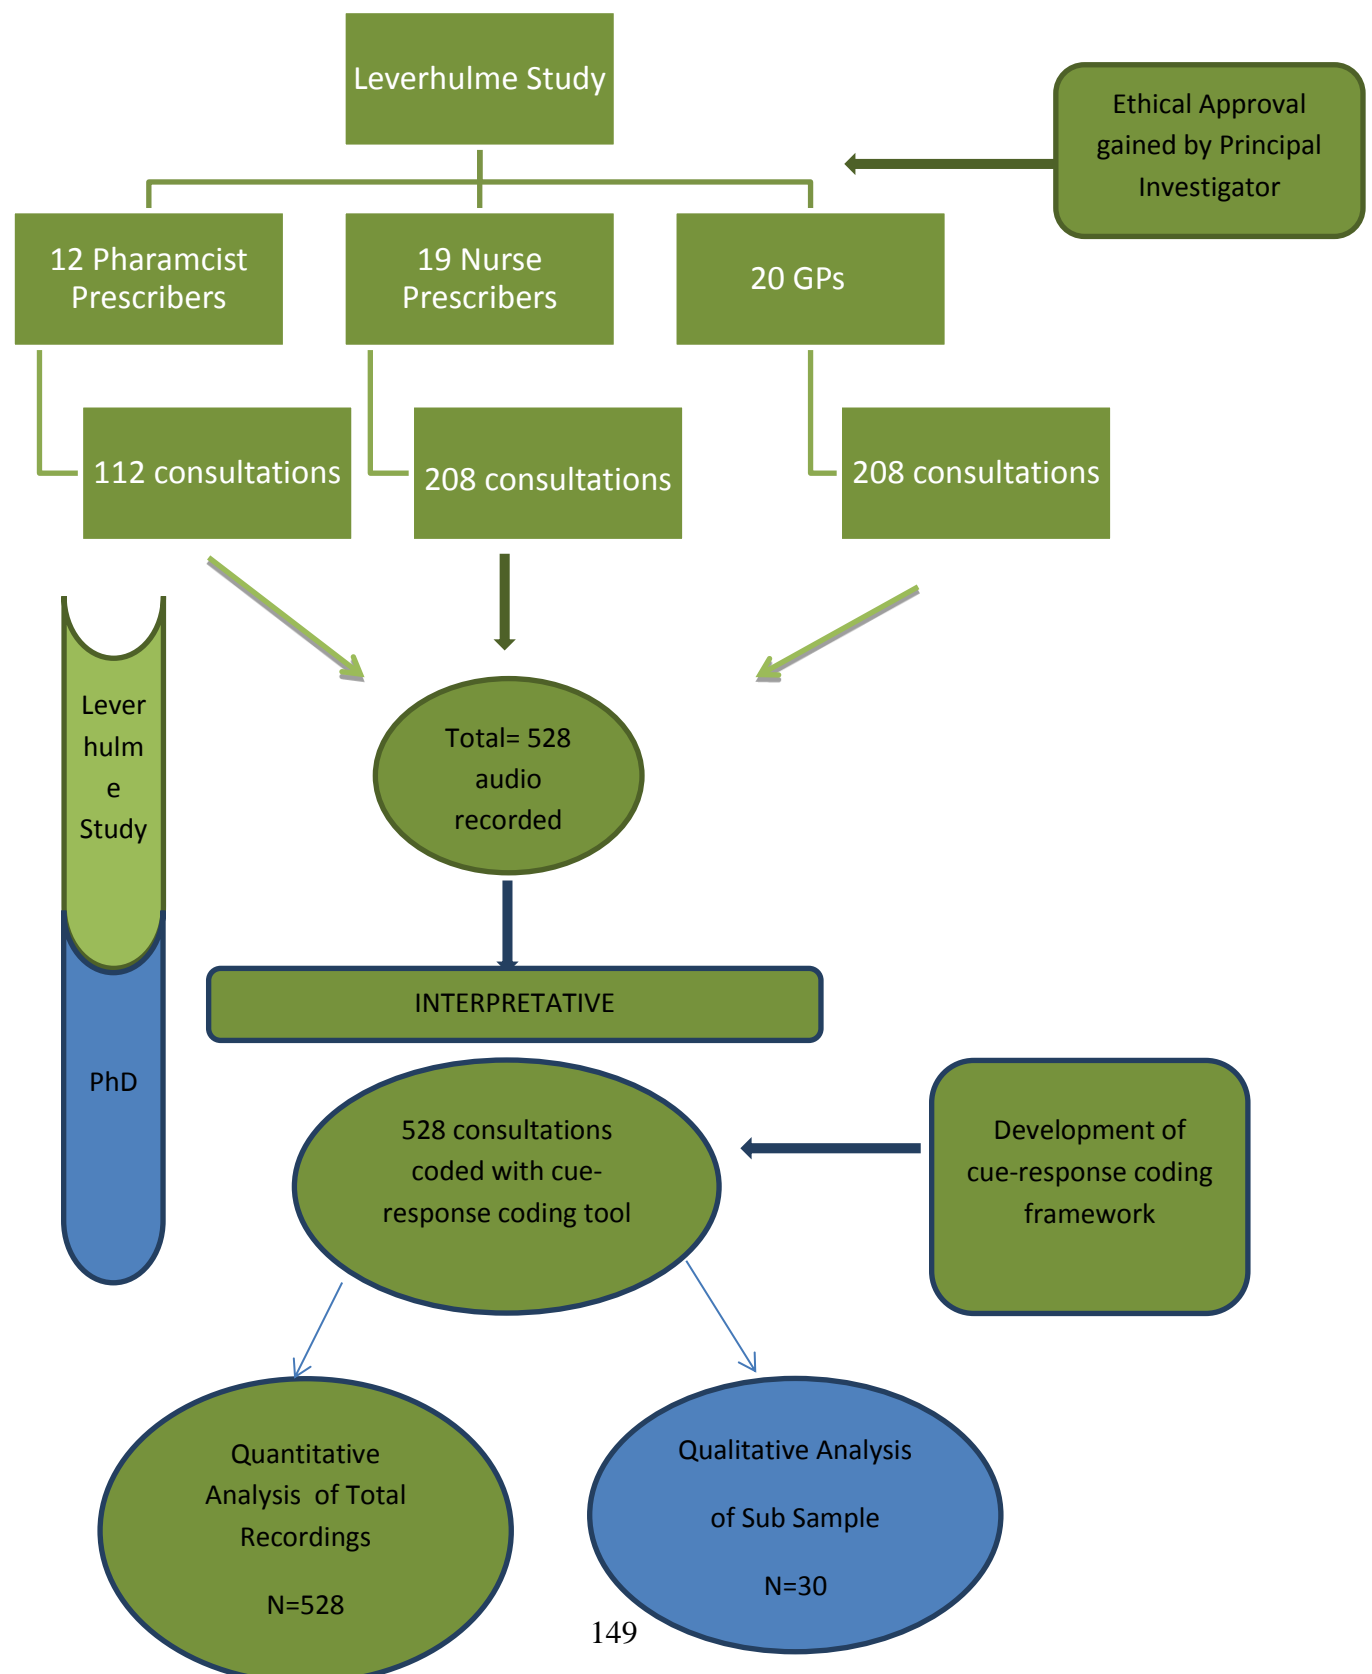 Leverhulme Study
Ethical Approval
gained by Principal
Investigator
12 Pharamcist
Prescribers
19 Nurse
Prescribers
20 GPs
112 consultations
208 consultations
208 consultations
Lever
hulm
e
Study
Total= 528
audio
recorded
INTERPRETATIVE
PhD
528 consultations
coded with cue-
response coding tool
Development of
cue-response coding
framework
Quantitative
Analysis of Total
Recordings
N=528
Qualitative Analysis
of Sub Sample
N=30
149